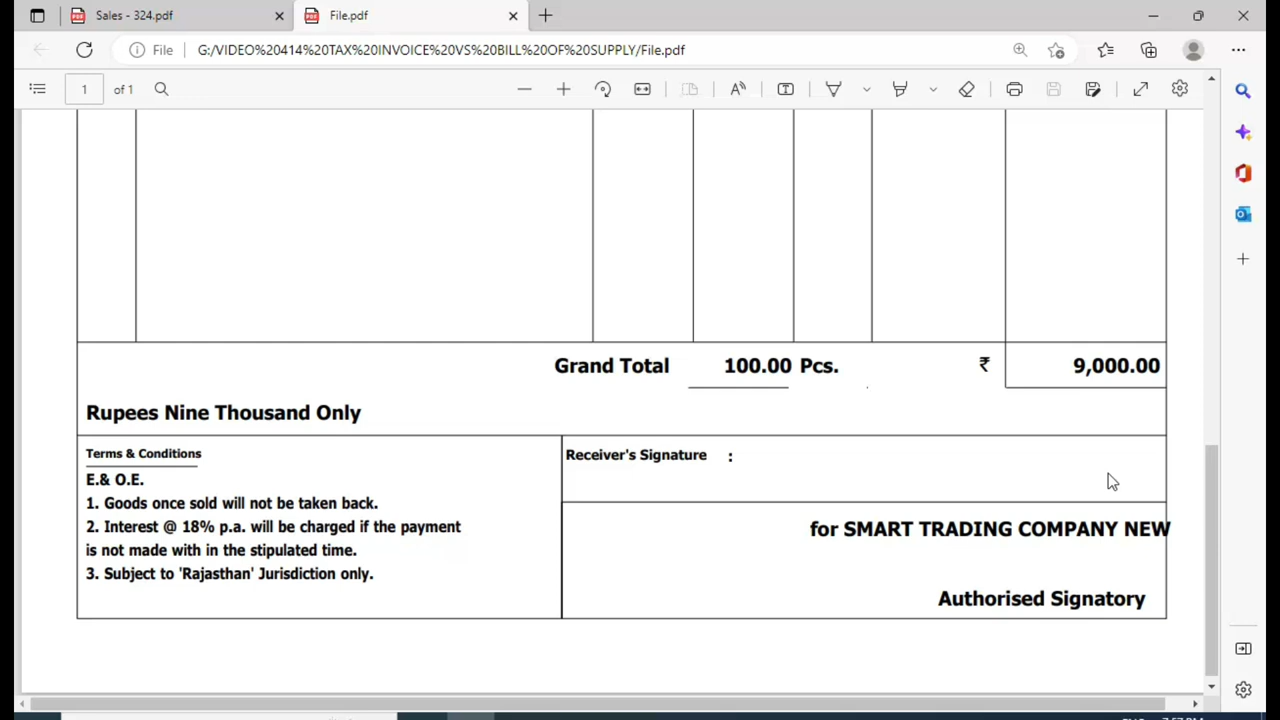 Sales - 324.pdf
File.pdf
File
G:/VIDEO%20414%20TAX%20INVOICE%20VS%20BILL%20OF%20SUPPLY/File.pdf
1 of 1
Grand Total 100.00 Pcs. ₹ 9,000.00
Rupees Nine Thousand Only
Terms & Conditions
E.& O.E.
1. Goods once sold will not be taken back.
2. Interest @ 18% p.a. will be charged if the payment
is not made with in the stipulated time.
3. Subject to 'Rajasthan' Jurisdiction only.
Receiver's Signature :
for SMART TRADING COMPANY NEW
Authorised Signatory